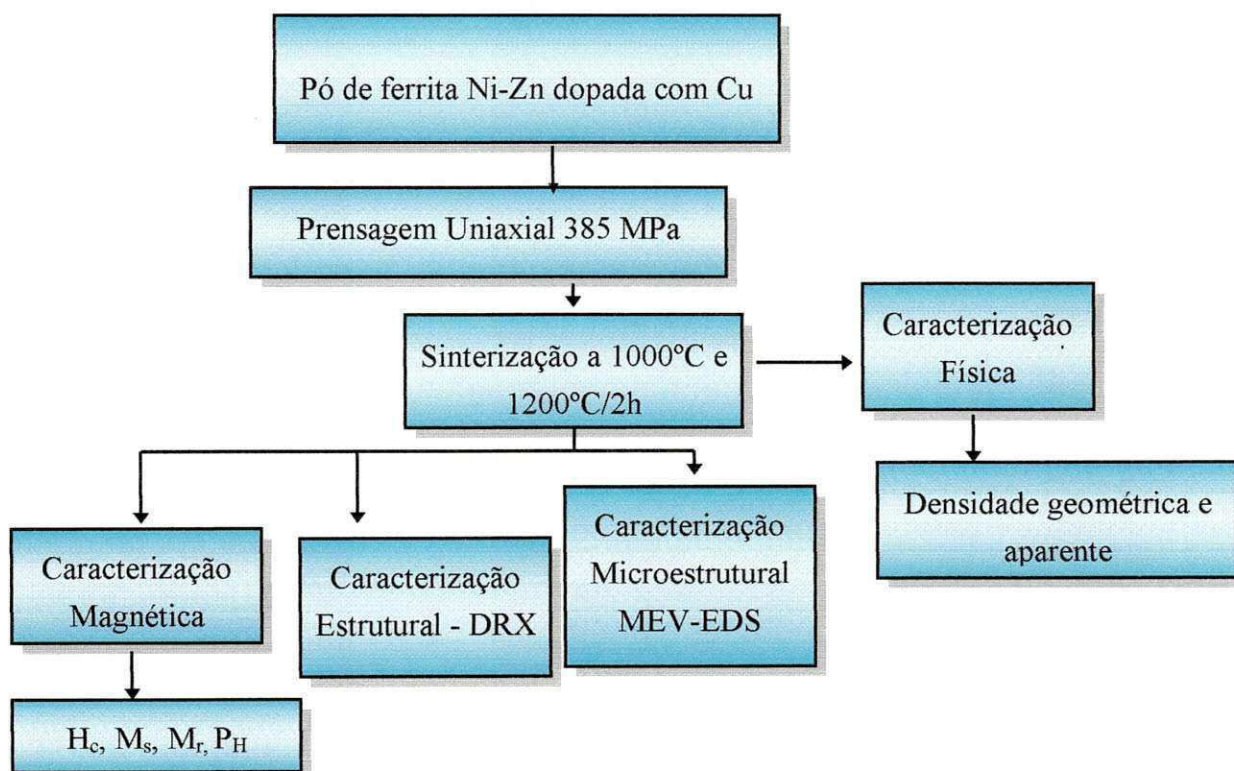 Pó de ferrita Ni-Zn dopada com Cu
Prensagem Uniaxial 385 MPa
Sinterização a 1000ºC e
1200ºC/2h
Caracterização
Física
Densidade geométrica e
aparente
Caracterização
Magnética
Caracterização
Estrutural - DRX
Caracterização
Microestrutural
MEV-EDS
Hc, Ms, Mr, PH